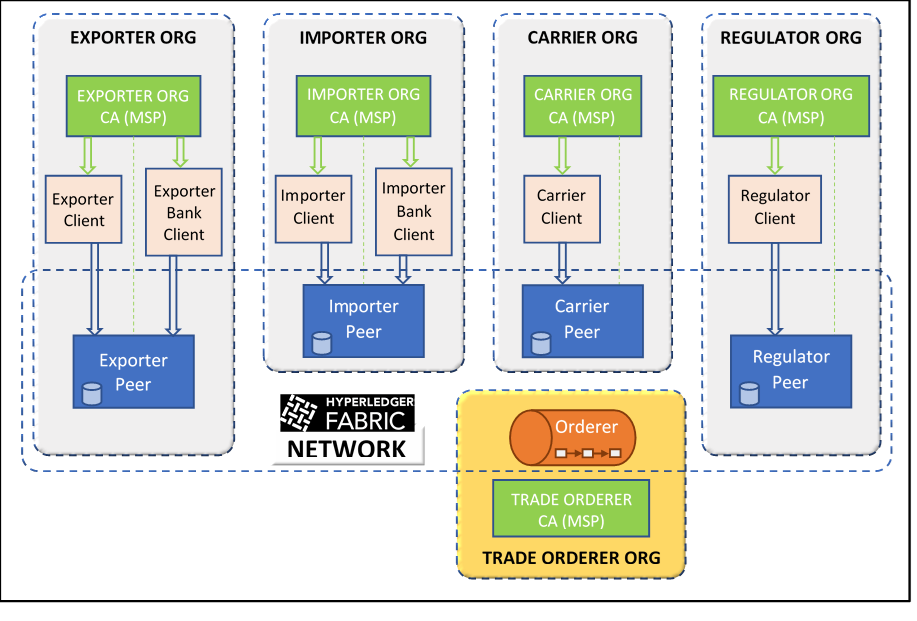 EXPORTER ORG
EXPORTER ORG
CA (MSP)
Exporter
Client
Exporter
Bank
Client
Exporter
Peer
IMPORTER ORG
IMPORTER ORG
CA (MSP)
Importer
Client
Importer
Bank
Client
Importer
Peer
CARRIER ORG
CARRIER ORG
CA (MSP)
Carrier
Client
Carrier
Peer
REGULATOR ORG
REGULATOR ORG
CA (MSP)
Regulator
Client
Regulator
Peer
HYPERLEDGER
FABRIC
NETWORK
Orderer
TRADE ORDERER
CA (MSP)
TRADE ORDERER ORG